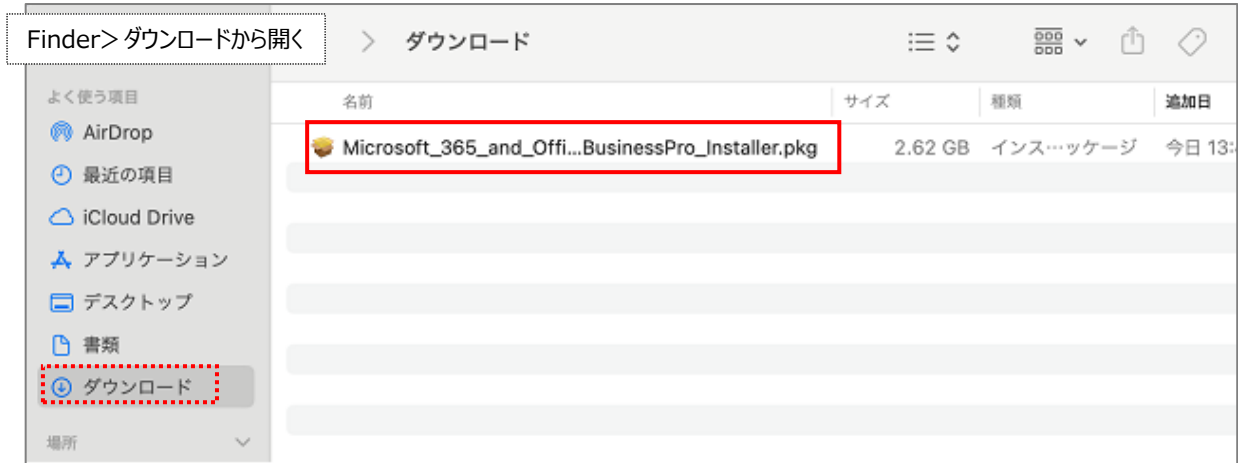 Finder＞ダウンロードから開く
ダウンロード
よく使う項目
AirDrop
最近の項目
iCloud Drive
アプリケーション
デスクトップ
書類
ダウンロード
場所
名前 サイズ 種類 追加日
Microsoft_365_and_Offi...BusinessPro_Installer.pkg 2.62 GB インス…ッケージ 今日 13: